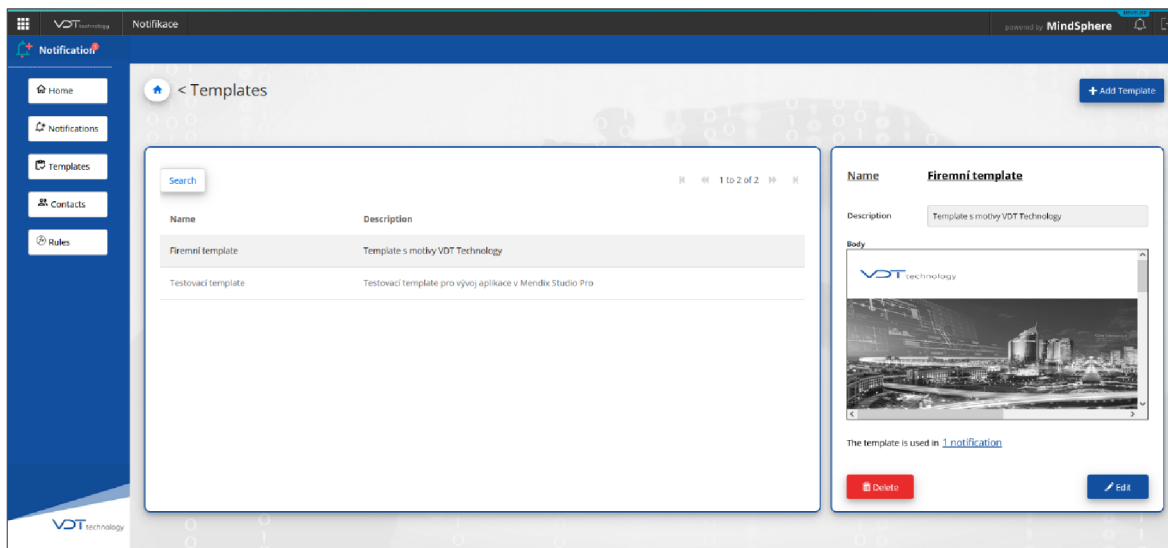 VDT technology Notifikace powered by MindSphere
Notification
Home
< Templates
+ Add Template
Notifications
Templates
Contacts
Rules
Search
1 to 2 of 2
Name Description
Firemní template Template s motivy VDT Technology
Testovací template Testovací template pro vývoj aplikace v Mendix Studio Pro
Name Firemní template
Description Template s motivy VDT Technology
Body
VDT technology
The template is used in 1 notification
Delete Edit
VDT technology